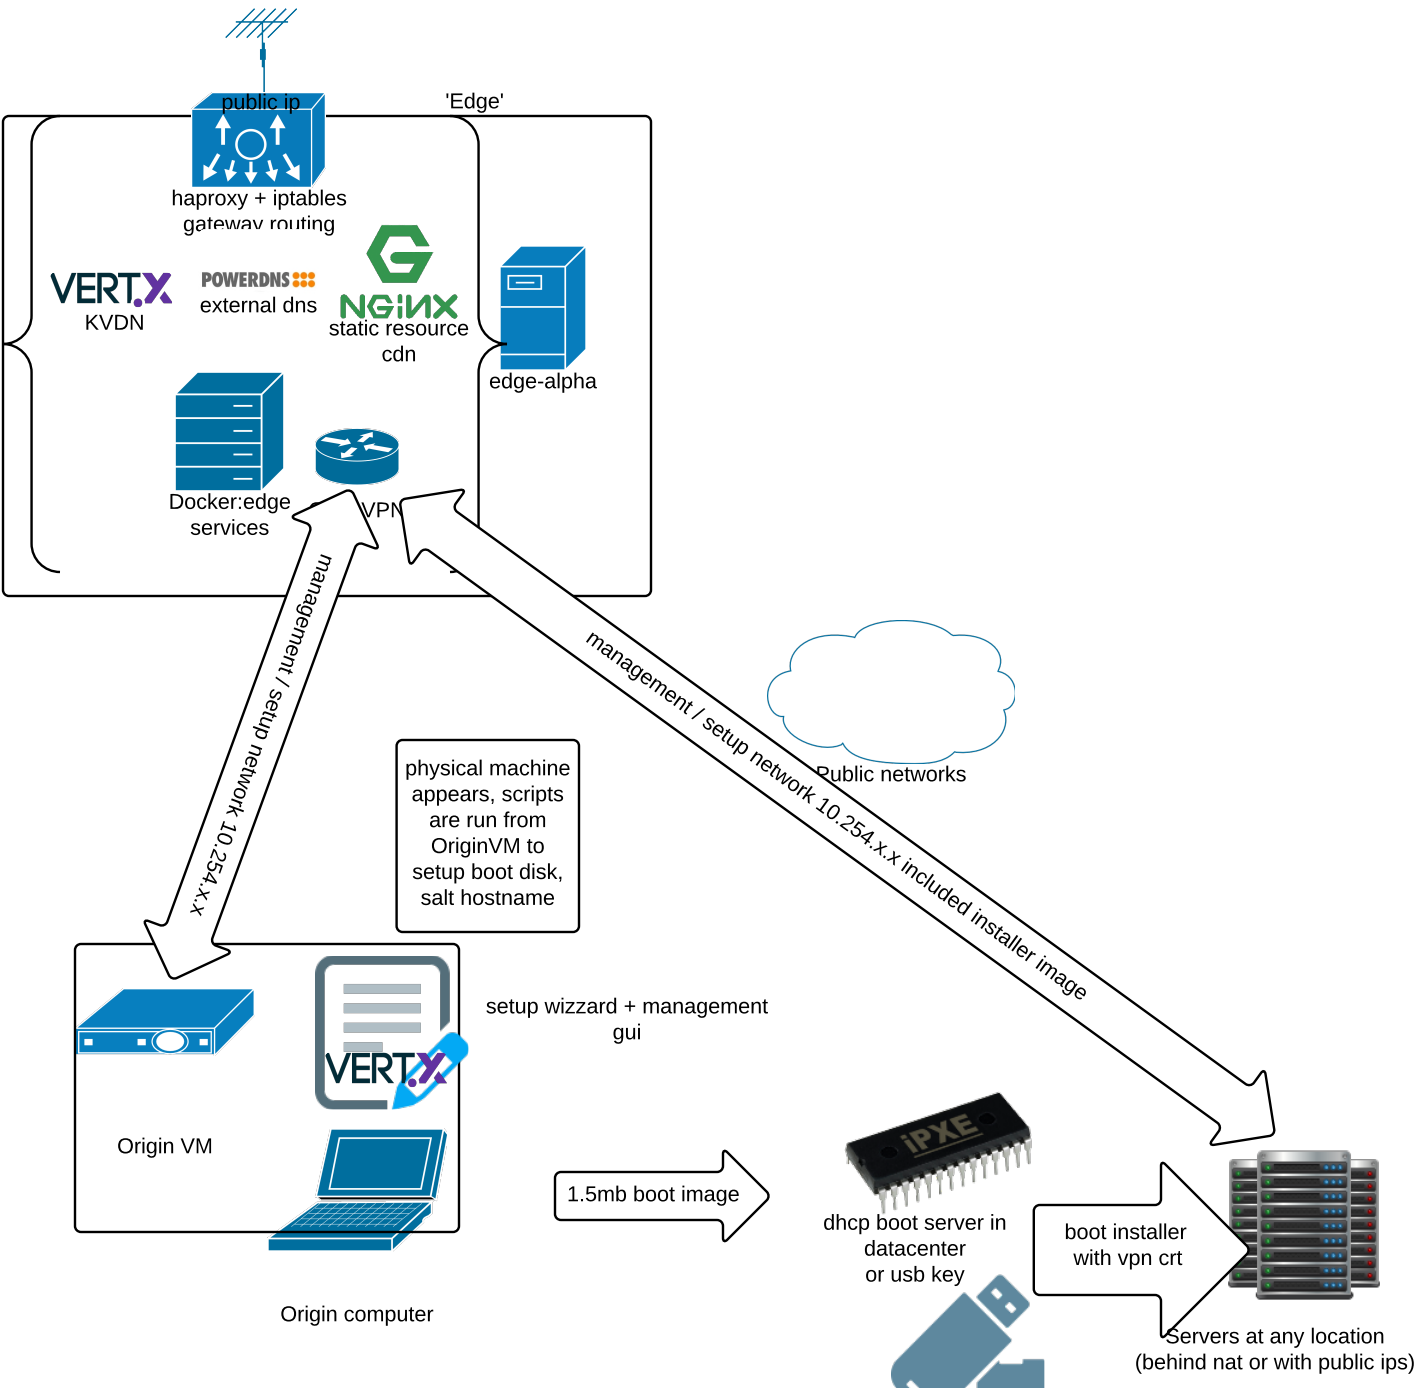 public ip
'Edge'
haproxy + iptables
gateway routing
VERT.X
KVDN
POWERDNS
external dns
NGiNX
static resource
cdn
edge-alpha
Docker:edge
services
VPN
management / setup network 10.254.x.x
management / setup network 10.254.x.x included installer image
Public networks
physical machine
appears, scripts
are run from
OriginVM to
setup boot disk,
salt hostname
VERT.X
setup wizzard + management
gui
Origin VM
Origin computer
1.5mb boot image
iPXE
dhcp boot server in
datacenter
or usb key
boot installer
with vpn crt
Servers at any location
(behind nat or with public ips)